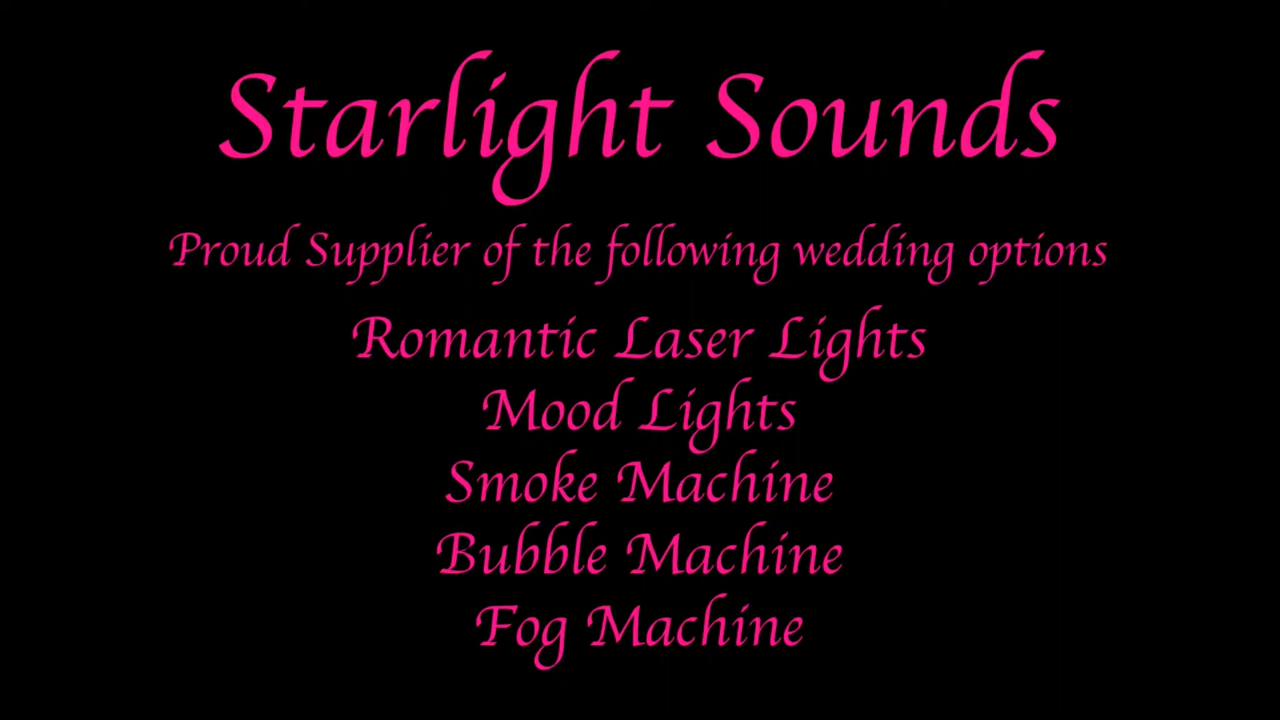 Starlight Sounds
Proud Supplier of the following wedding options
Romantic Laser Lights
Mood Lights
Smoke Machine
Bubble Machine
Fog Machine